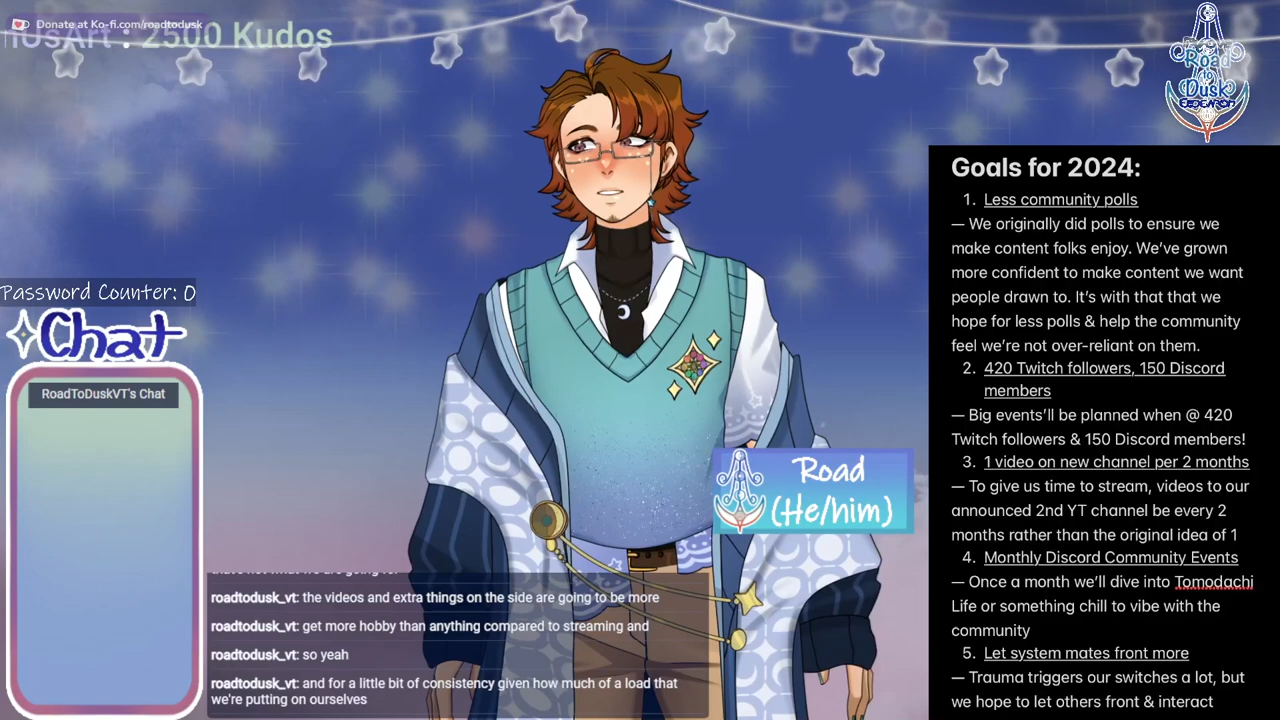 Donate at Ko-fi.com/roadtodusk
iUsArt : 2500 Kudos
Road
to
Dusk
Goals for 2024:
1. Less community polls
— We originally did polls to ensure we
make content folks enjoy. We've grown
more confident to make content we want
people drawn to. It's with that that we
hope for less polls & help the community
feel we're not over-reliant on them.
2. 420 Twitch followers, 150 Discord
members
— Big events'll be planned when @ 420
Twitch followers & 150 Discord members!
3. 1 video on new channel per 2 months
— To give us time to stream, videos to our
announced 2nd YT channel be every 2
months rather than the original idea of 1
4. Monthly Discord Community Events
— Once a month we'll dive into Tomodachi
Life or something chill to vibe with the
community
5. Let system mates front more
— Trauma triggers our switches a lot, but
we hope to let others front & interact
Password Counter: 0
Chat
RoadToDuskVT's Chat
Road
(He/him)
roadtodusk_vt: the videos and extra things on the side are going to be more
roadtodusk_vt: get more hobby than anything compared to streaming and
roadtodusk_vt: so yeah
roadtodusk_vt: and for a little bit of consistency given how much of a load that
we're putting on ourselves